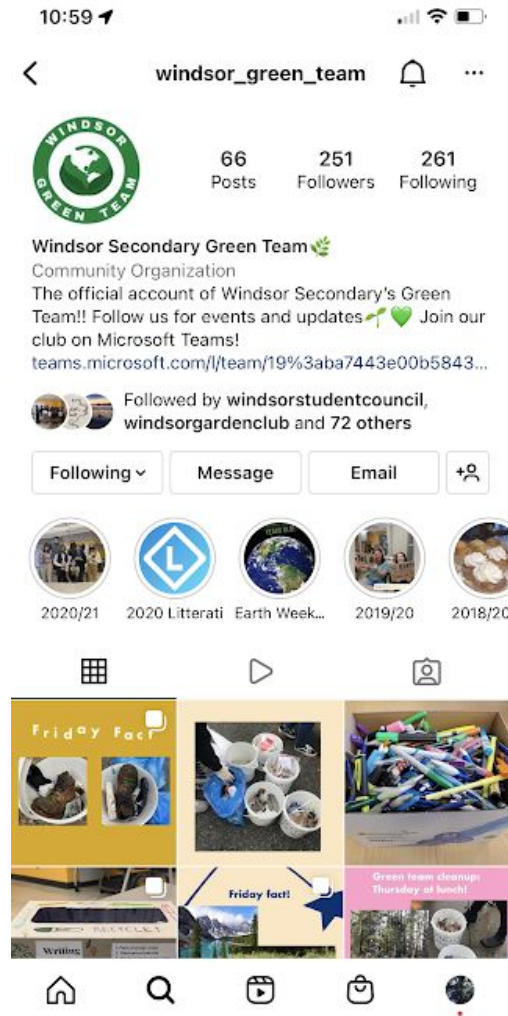 10:59
windsor_green_team
WINDSOR
GREEN TEAM
66
251
261
Posts
Followers
Following
Windsor Secondary Green Team🌿
Community Organization
The official account of Windsor Secondary's Green
Team!! Follow us for events and updates🌱💚 Join our
club on Microsoft Teams!
teams.microsoft.com/l/team/19%3aba7443e00b5843...
Followed by windsorstudentcouncil,
windsorgardenclub and 72 others
Following
Message
Email
L
2020/21
2020 Litterati
Earth Week...
2019/20
2018/20
Friday Fact
Friday fact!
Green team cleanup:
Thursday at lunch!
RECYCLE!
Writing